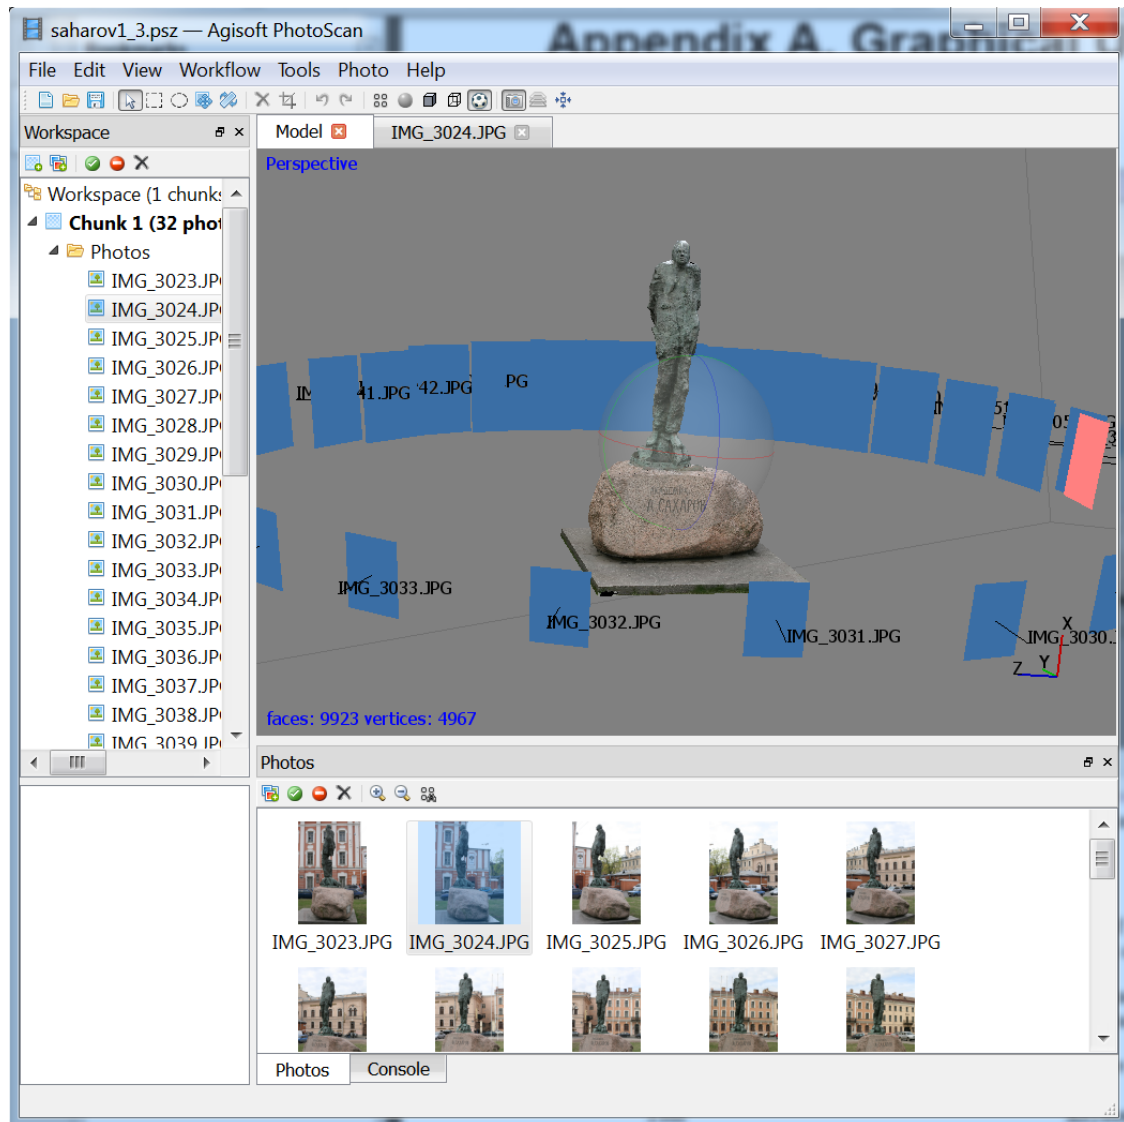 Appendix A. Graphical
saharov1_3.psz — Agisoft PhotoScan
File Edit View Workflow Tools Photo Help
Workspace
Model
IMG_3024.JPG
Perspective
Workspace (1 chunks
Chunk 1 (32 phot
Photos
IMG_3023.JP
IMG_3024.JP
IMG_3025.JP
IMG_3026.JP
IMG_3027.JP
IMG_3028.JP
IMG_3029.JP
IMG_3030.JP
IMG_3031.JP
IMG_3032.JP
IMG_3033.JP
IMG_3034.JP
IMG_3035.JP
IMG_3036.JP
IMG_3037.JP
IMG_3038.JP
IMG_3039.JP
41.JPG
42.JPG
PG
А.САХАРОВ
IMG_3033.JPG
IMG_3032.JPG
IMG_3031.JPG
IMG_3030.J
X
Y
Z
faces: 9923 vertices: 4967
Photos
IMG_3023.JPG IMG_3024.JPG IMG_3025.JPG IMG_3026.JPG IMG_3027.JPG
Photos
Console